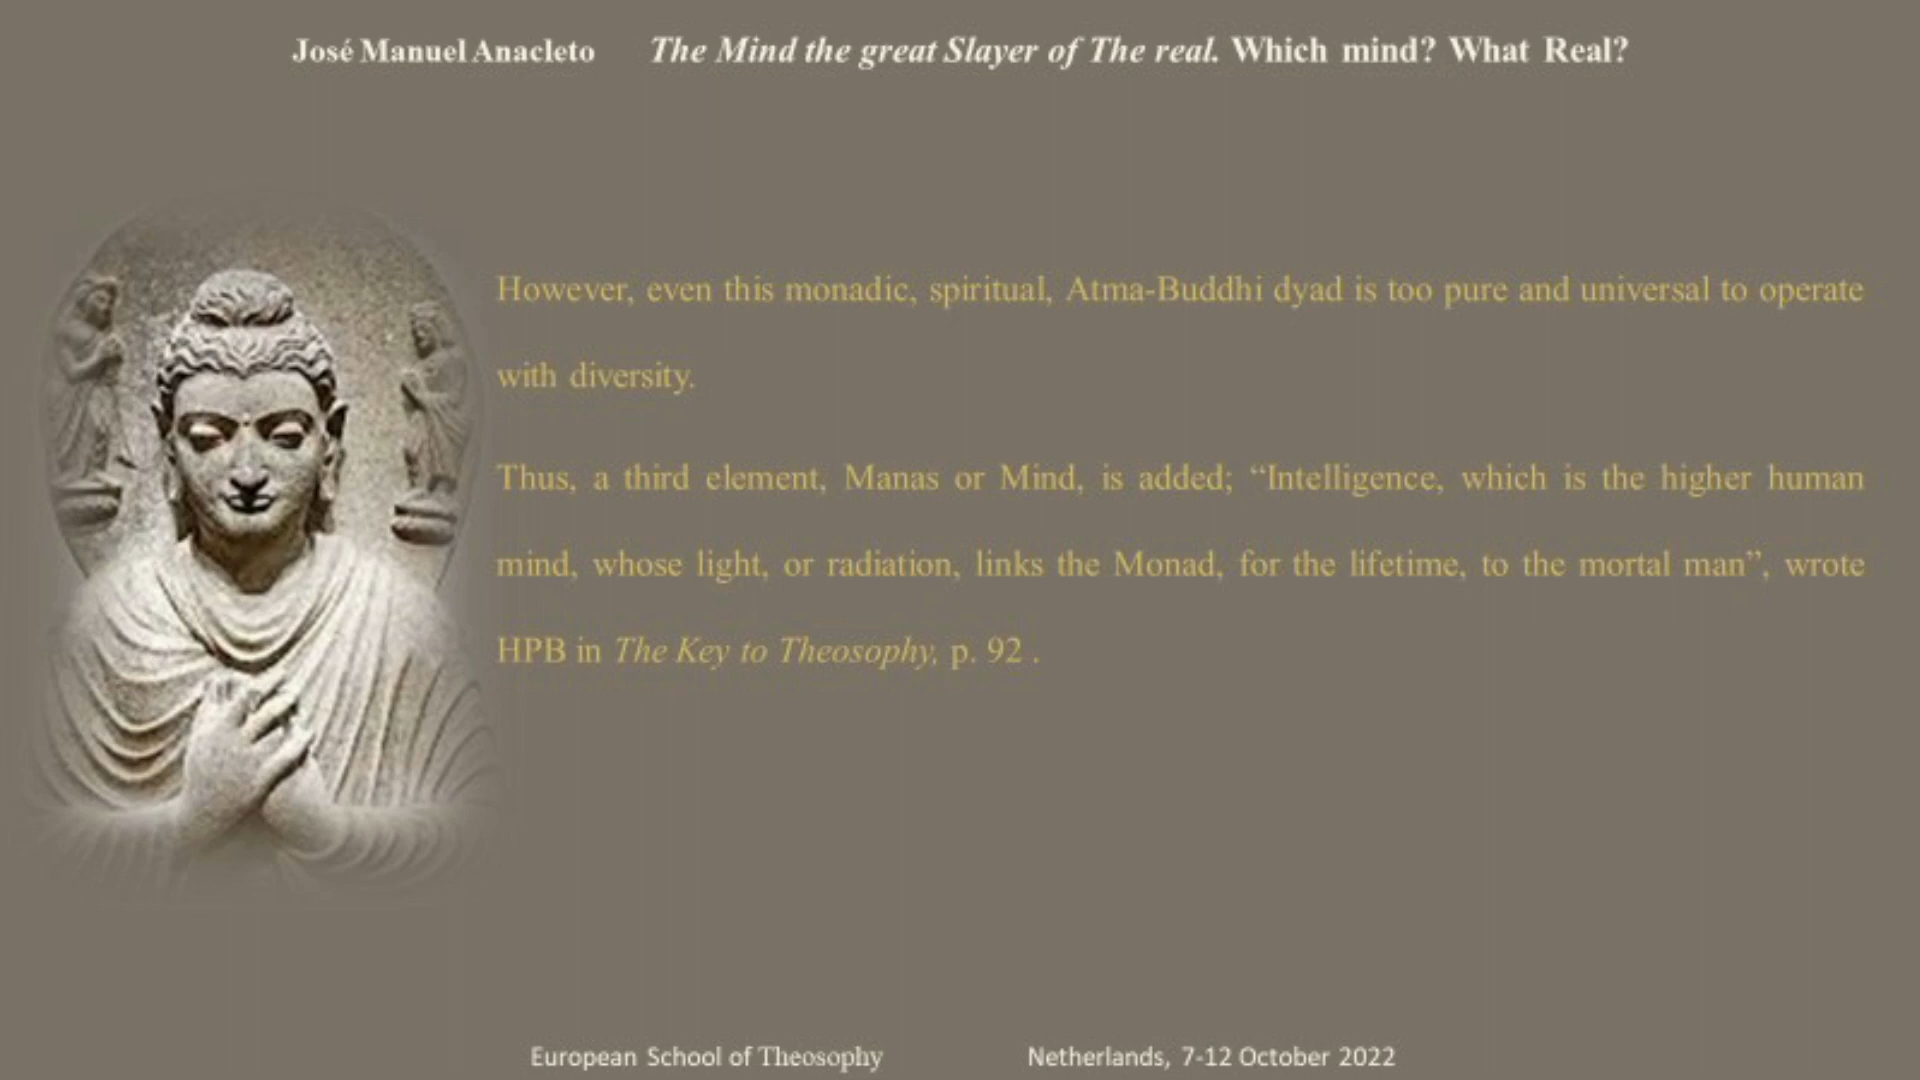 José Manuel Anacleto The Mind the great Slayer of The real. Which mind? What Real?
However, even this monadic, spiritual, Atma-Buddhi dyad is too pure and universal to operate
with diversity.
Thus, a third element, Manas or Mind, is added; “Intelligence, which is the higher human
mind, whose light, or radiation, links the Monad, for the lifetime, to the mortal man”, wrote
HPB in The Key to Theosophy, p. 92 .
European School of Theosophy Netherlands, 7-12 October 2022